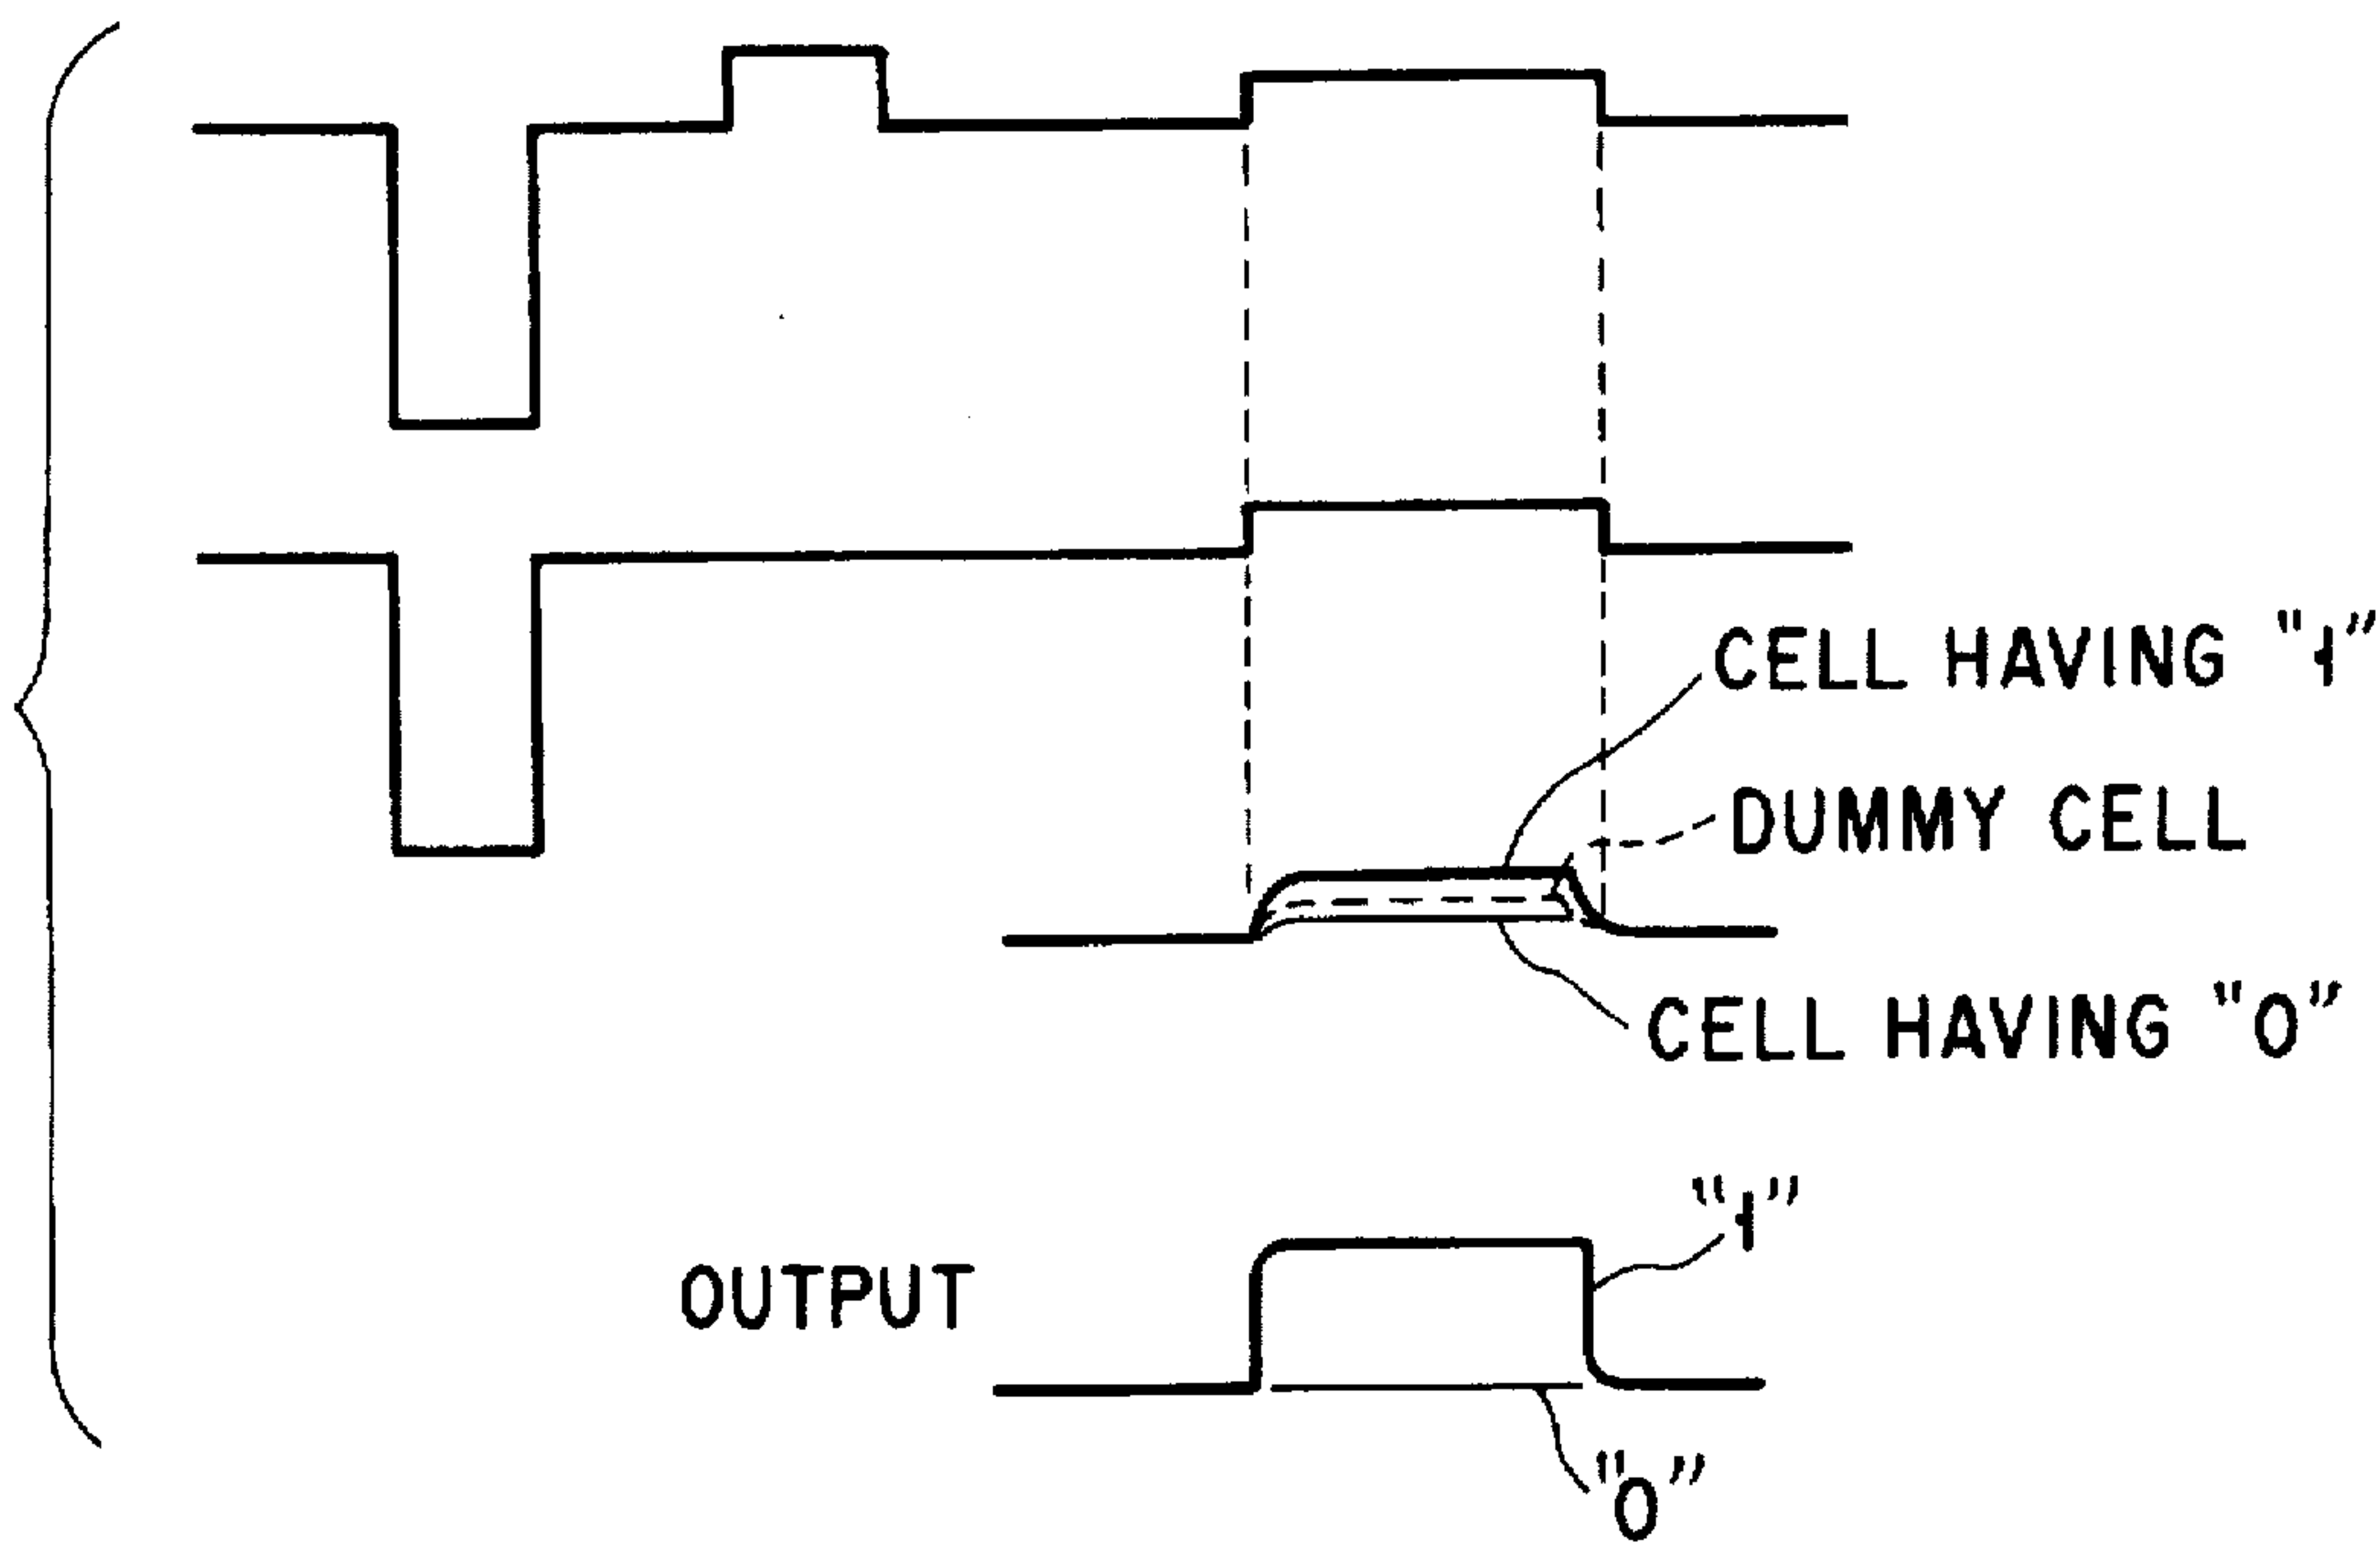 CELL HAVING "1"
DUMMY CELL
CELL HAVING "0"
"1"
OUTPUT
"0"